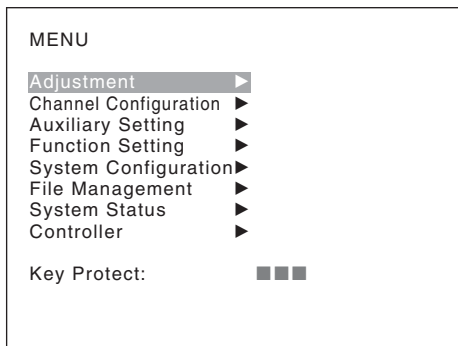 MENU
Adjustment ▶
Channel Configuration ▶
Auxiliary Setting ▶
Function Setting ▶
System Configuration▶
File Management ▶
System Status ▶
Controller ▶
Key Protect: ■■■